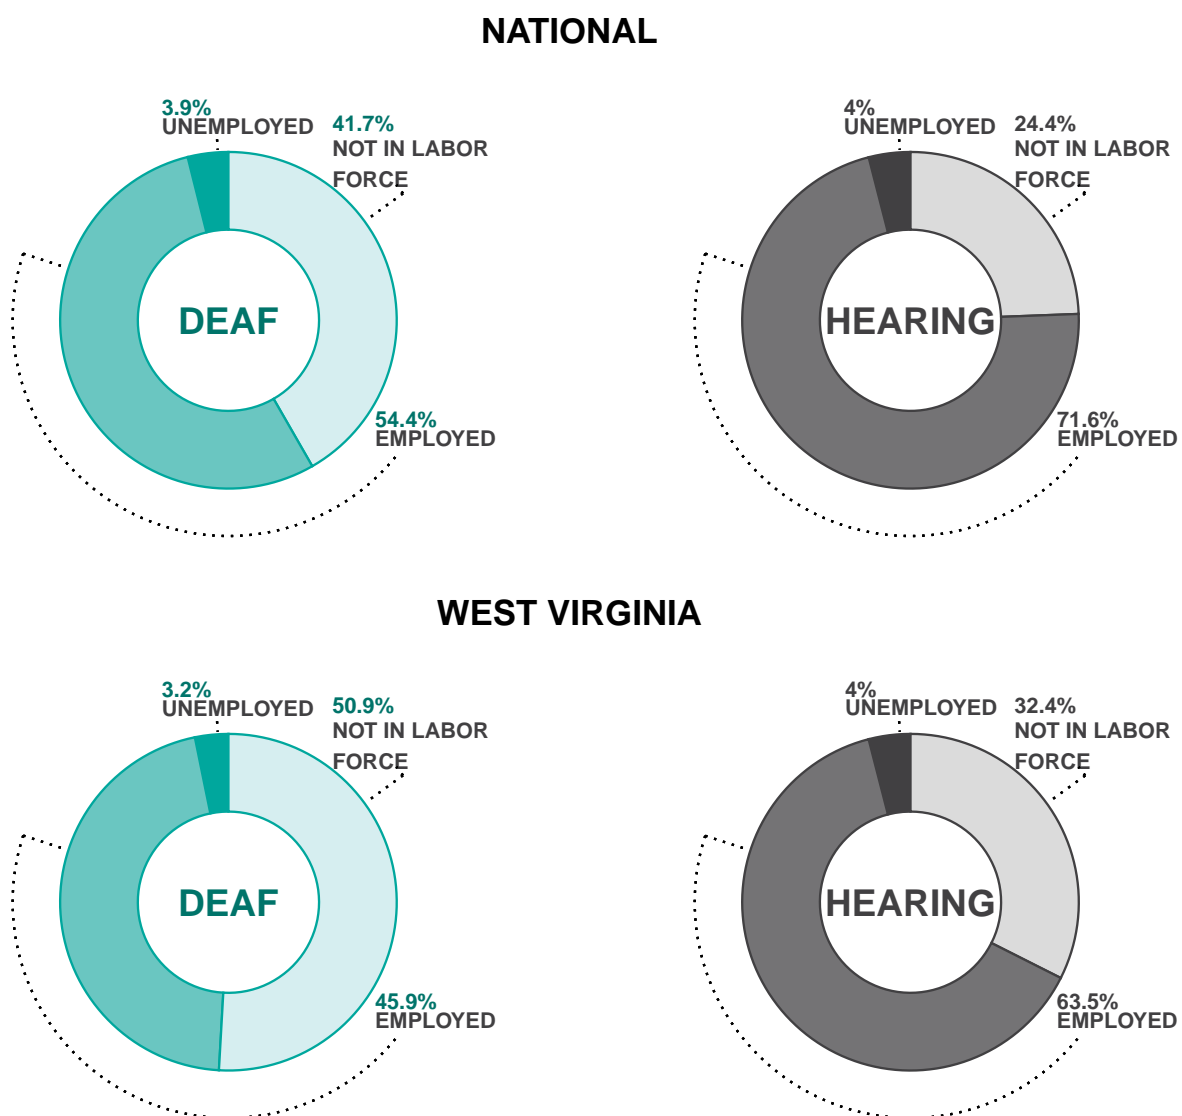 NATIONAL
3.9%
UNEMPLOYED
41.7%
NOT IN LABOR
FORCE
DEAF
54.4%
EMPLOYED
4%
UNEMPLOYED
24.4%
NOT IN LABOR
FORCE
HEARING
71.6%
EMPLOYED
WEST VIRGINIA
3.2%
UNEMPLOYED
50.9%
NOT IN LABOR
FORCE
DEAF
45.9%
EMPLOYED
4%
UNEMPLOYED
32.4%
NOT IN LABOR
FORCE
HEARING
63.5%
EMPLOYED